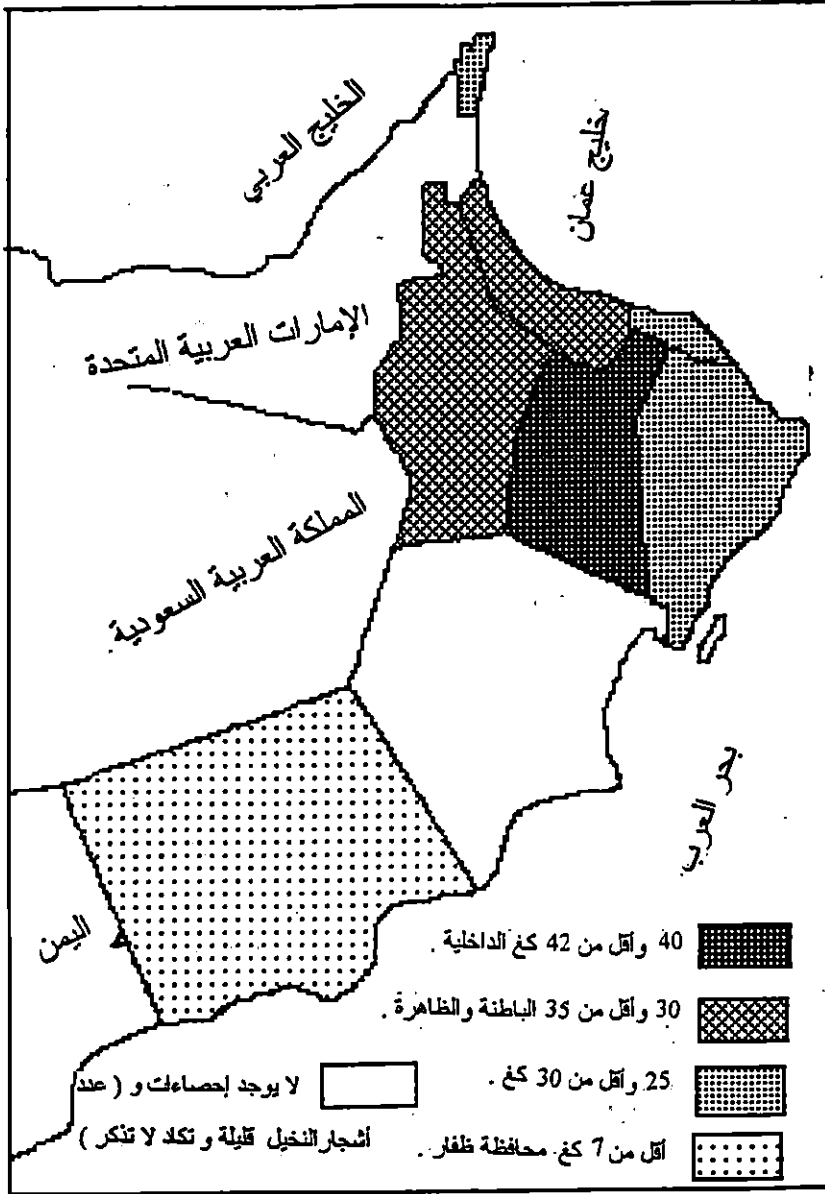 الخليج العربي
خليج عمان
الإمارات العربية المتحدة
المملكة العربية السعودية
بحر العرب
اليمن
40 وأقل من 42 كغ الداخلية .
30 وأقل من 35 الباطنة والظاهرة .
25 وأقل من 30 كغ .
لا يوجد إحصاءات و ( عدد
أشجار النخيل قليلة و تكاد لا تذكر )
أقل من 7 كغ محافظة ظفار .